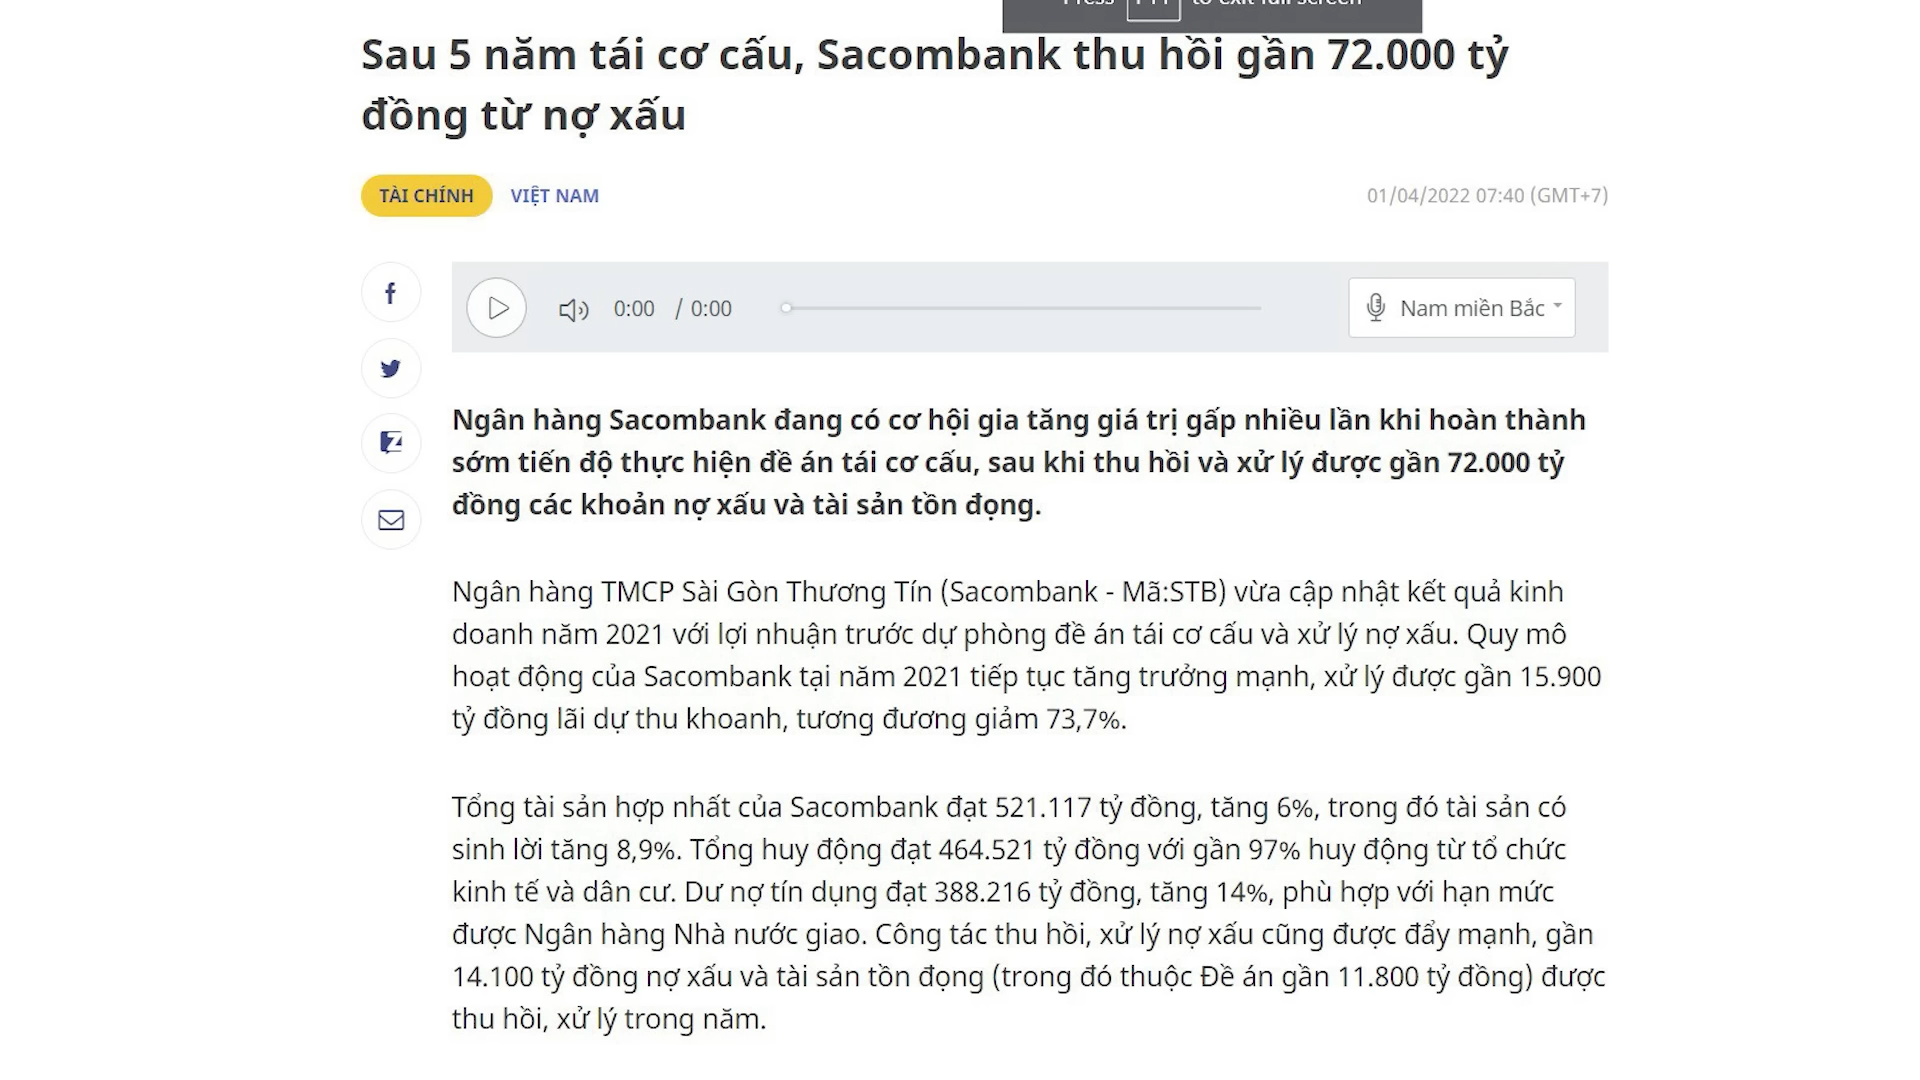 to exit full screen
Sau 5 năm tái cơ cấu, Sacombank thu hồi gần 72.000 tỷ
đồng từ nợ xấu
TÀI CHÍNH VIỆT NAM 01/04/2022 07:40 (GMT+7)
0:00 / 0:00 Nam miền Bắc
Ngân hàng Sacombank đang có cơ hội gia tăng giá trị gấp nhiều lần khi hoàn thành
sớm tiến độ thực hiện đề án tái cơ cấu, sau khi thu hồi và xử lý được gần 72.000 tỷ
đồng các khoản nợ xấu và tài sản tồn đọng.
Ngân hàng TMCP Sài Gòn Thương Tín (Sacombank - Mã:STB) vừa cập nhật kết quả kinh
doanh năm 2021 với lợi nhuận trước dự phòng đề án tái cơ cấu và xử lý nợ xấu. Quy mô
hoạt động của Sacombank tại năm 2021 tiếp tục tăng trưởng mạnh, xử lý được gần 15.900
tỷ đồng lãi dự thu khoanh, tương đương giảm 73,7%.
Tổng tài sản hợp nhất của Sacombank đạt 521.117 tỷ đồng, tăng 6%, trong đó tài sản có
sinh lời tăng 8,9%. Tổng huy động đạt 464.521 tỷ đồng với gần 97% huy động từ tổ chức
kinh tế và dân cư. Dư nợ tín dụng đạt 388.216 tỷ đồng, tăng 14%, phù hợp với hạn mức
được Ngân hàng Nhà nước giao. Công tác thu hồi, xử lý nợ xấu cũng được đẩy mạnh, gần
14.100 tỷ đồng nợ xấu và tài sản tồn đọng (trong đó thuộc Đề án gần 11.800 tỷ đồng) được
thu hồi, xử lý trong năm.